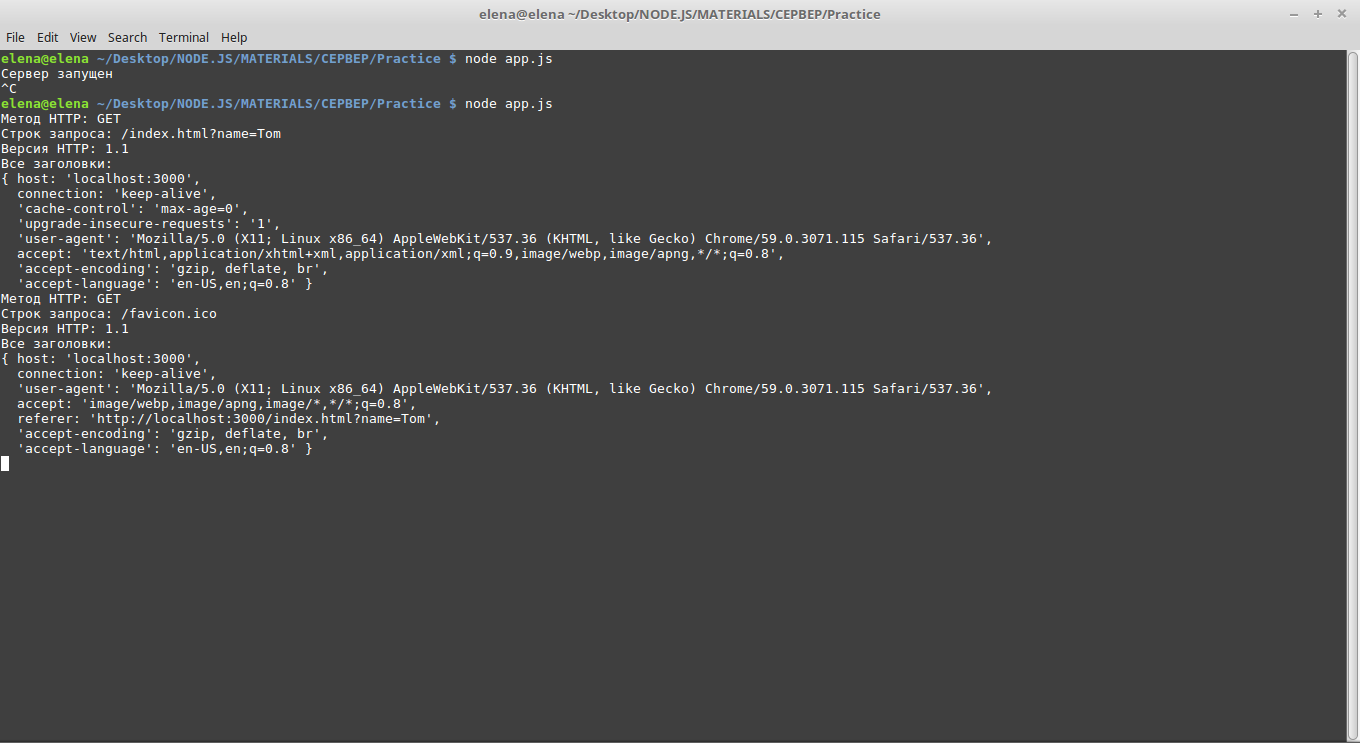 elena@elena ~/Desktop/NODE.JS/MATERIALS/СЕРВЕР/Practice
File Edit View Search Terminal Help
elena@elena ~/Desktop/NODE.JS/MATERIALS/СЕРВЕР/Practice $ node app.js
Сервер запущен
^C
elena@elena ~/Desktop/NODE.JS/MATERIALS/СЕРВЕР/Practice $ node app.js
Метод HTTP: GET
Строк запроса: /index.html?name=Tom
Версия HTTP: 1.1
Все заголовки:
{ host: 'localhost:3000',
  connection: 'keep-alive',
  'cache-control': 'max-age=0',
  'upgrade-insecure-requests': '1',
  'user-agent': 'Mozilla/5.0 (X11; Linux x86_64) AppleWebKit/537.36 (KHTML, like Gecko) Chrome/59.0.3071.115 Safari/537.36',
  accept: 'text/html,application/xhtml+xml,application/xml;q=0.9,image/webp,image/apng,*/*;q=0.8',
  'accept-encoding': 'gzip, deflate, br',
  'accept-language': 'en-US,en;q=0.8' }
Метод HTTP: GET
Строк запроса: /favicon.ico
Версия HTTP: 1.1
Все заголовки:
{ host: 'localhost:3000',
  connection: 'keep-alive',
  'user-agent': 'Mozilla/5.0 (X11; Linux x86_64) AppleWebKit/537.36 (KHTML, like Gecko) Chrome/59.0.3071.115 Safari/537.36',
  accept: 'image/webp,image/apng,image/*,*/*;q=0.8',
  referer: 'http://localhost:3000/index.html?name=Tom',
  'accept-encoding': 'gzip, deflate, br',
  'accept-language': 'en-US,en;q=0.8' }